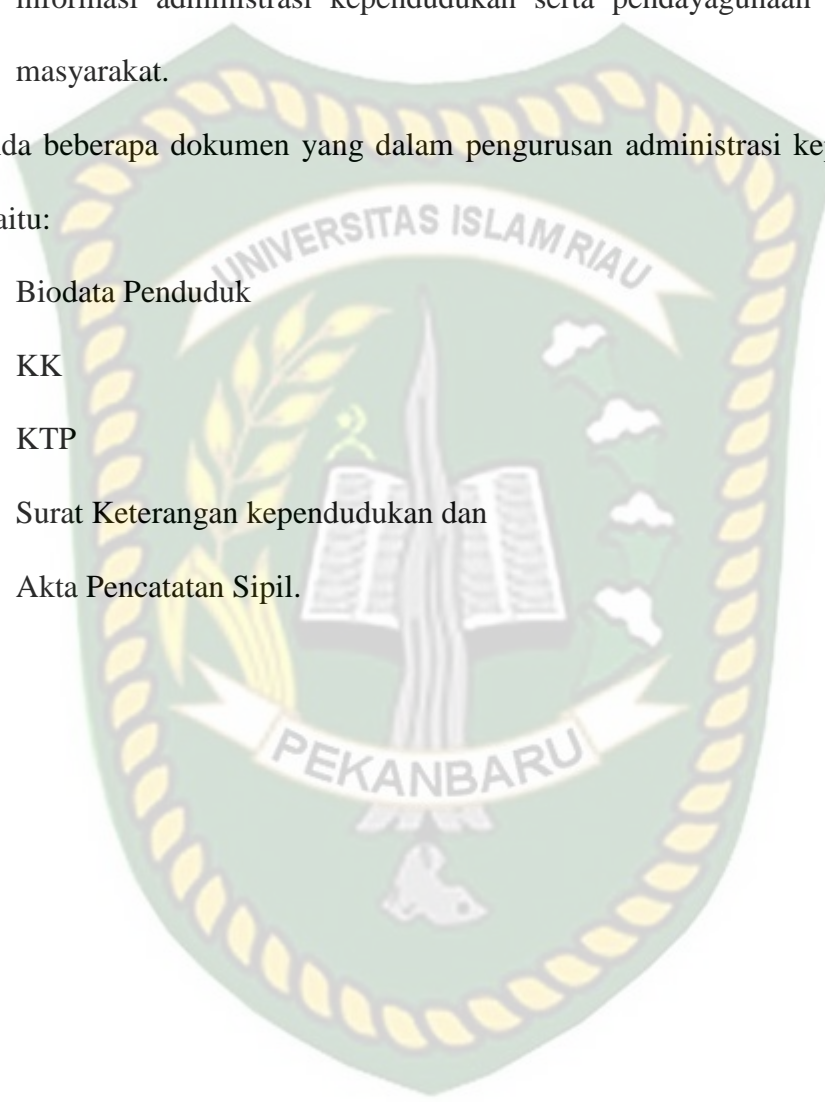 informasi administrasi kependudukan serta pendayagunaan
masyarakat.
da beberapa dokumen yang dalam pengurusan administrasi kep
aitu:
UNIVERSITAS ISLAM RIAU
Biodata Penduduk
KK
KTP
Surat Keterangan kependudukan dan
Akta Pencatatan Sipil.
PEKANBARU